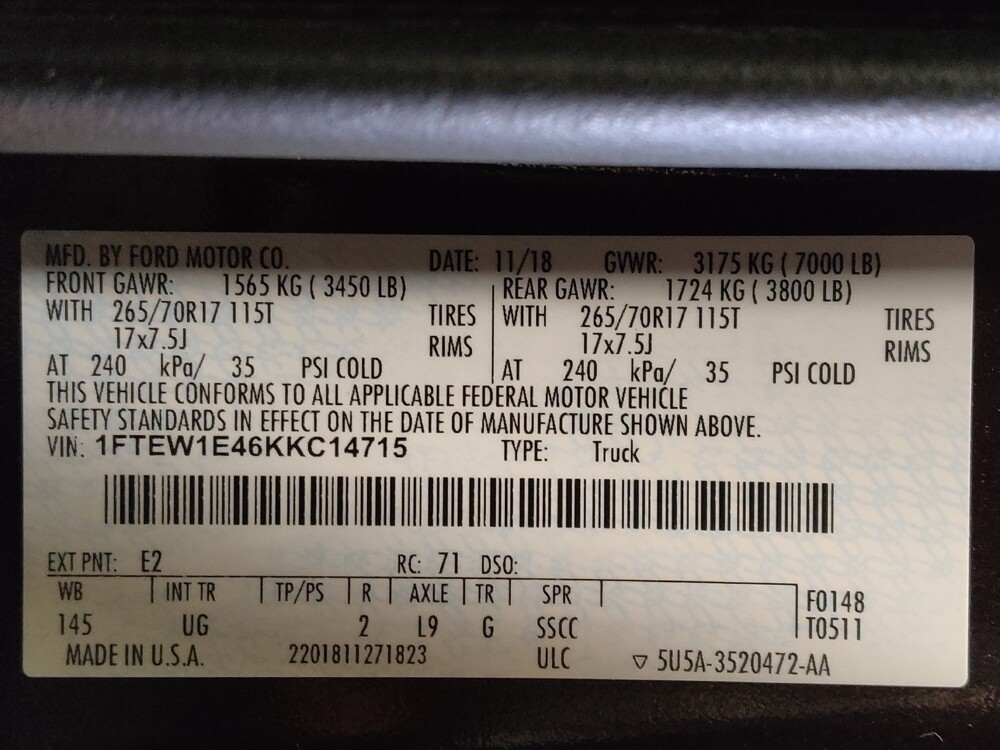 MFD. BY FORD MOTOR CO. DATE: 11/18 GVWR: 3175 KG ( 7000 LB)
FRONT GAWR: 1565 KG ( 3450 LB) REAR GAWR: 1724 KG ( 3800 LB)
WITH 265/70R17 115T TIRES WITH 265/70R17 115T TIRES
17x7.5J RIMS 17x7.5J RIMS
AT 240 kPa/ 35 PSI COLD AT 240 kPa/ 35 PSI COLD
THIS VEHICLE CONFORMS TO ALL APPLICABLE FEDERAL MOTOR VEHICLE
SAFETY STANDARDS IN EFFECT ON THE DATE OF MANUFACTURE SHOWN ABOVE.
VIN: 1FTEW1E46KKC14715 TYPE: Truck
EXT PNT: E2 RC: 71 DSO:
WB INT TR TP/PS R AXLE TR SPR F0148
145 UG 2 L9 G SSCC T0511
MADE IN U.S.A. 2201811271823 ULC ▽ 5U5A-3520472-AA